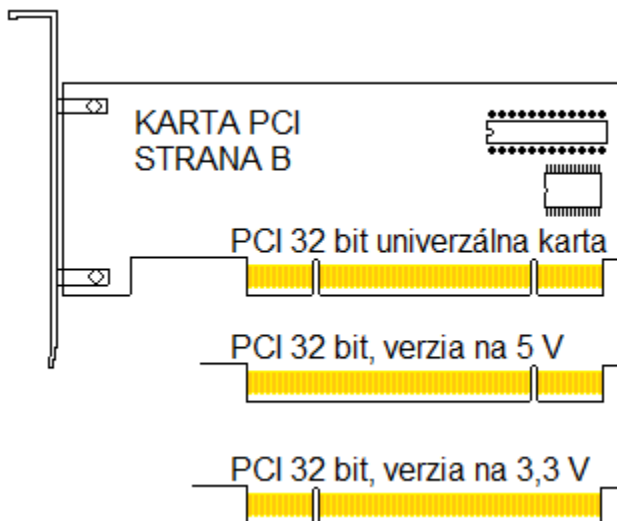 KARTA PCI
STRANA B
PCI 32 bit univerzálna karta
PCI 32 bit, verzia na 5 V
PCI 32 bit, verzia na 3,3 V